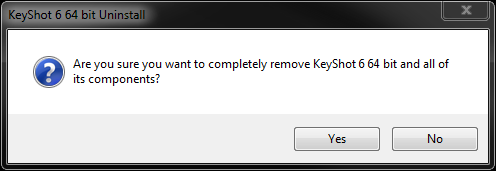 KeyShot 6 64 bit Uninstall
Are you sure you want to completely remove KeyShot 6 64 bit and all of
its components?
Yes No